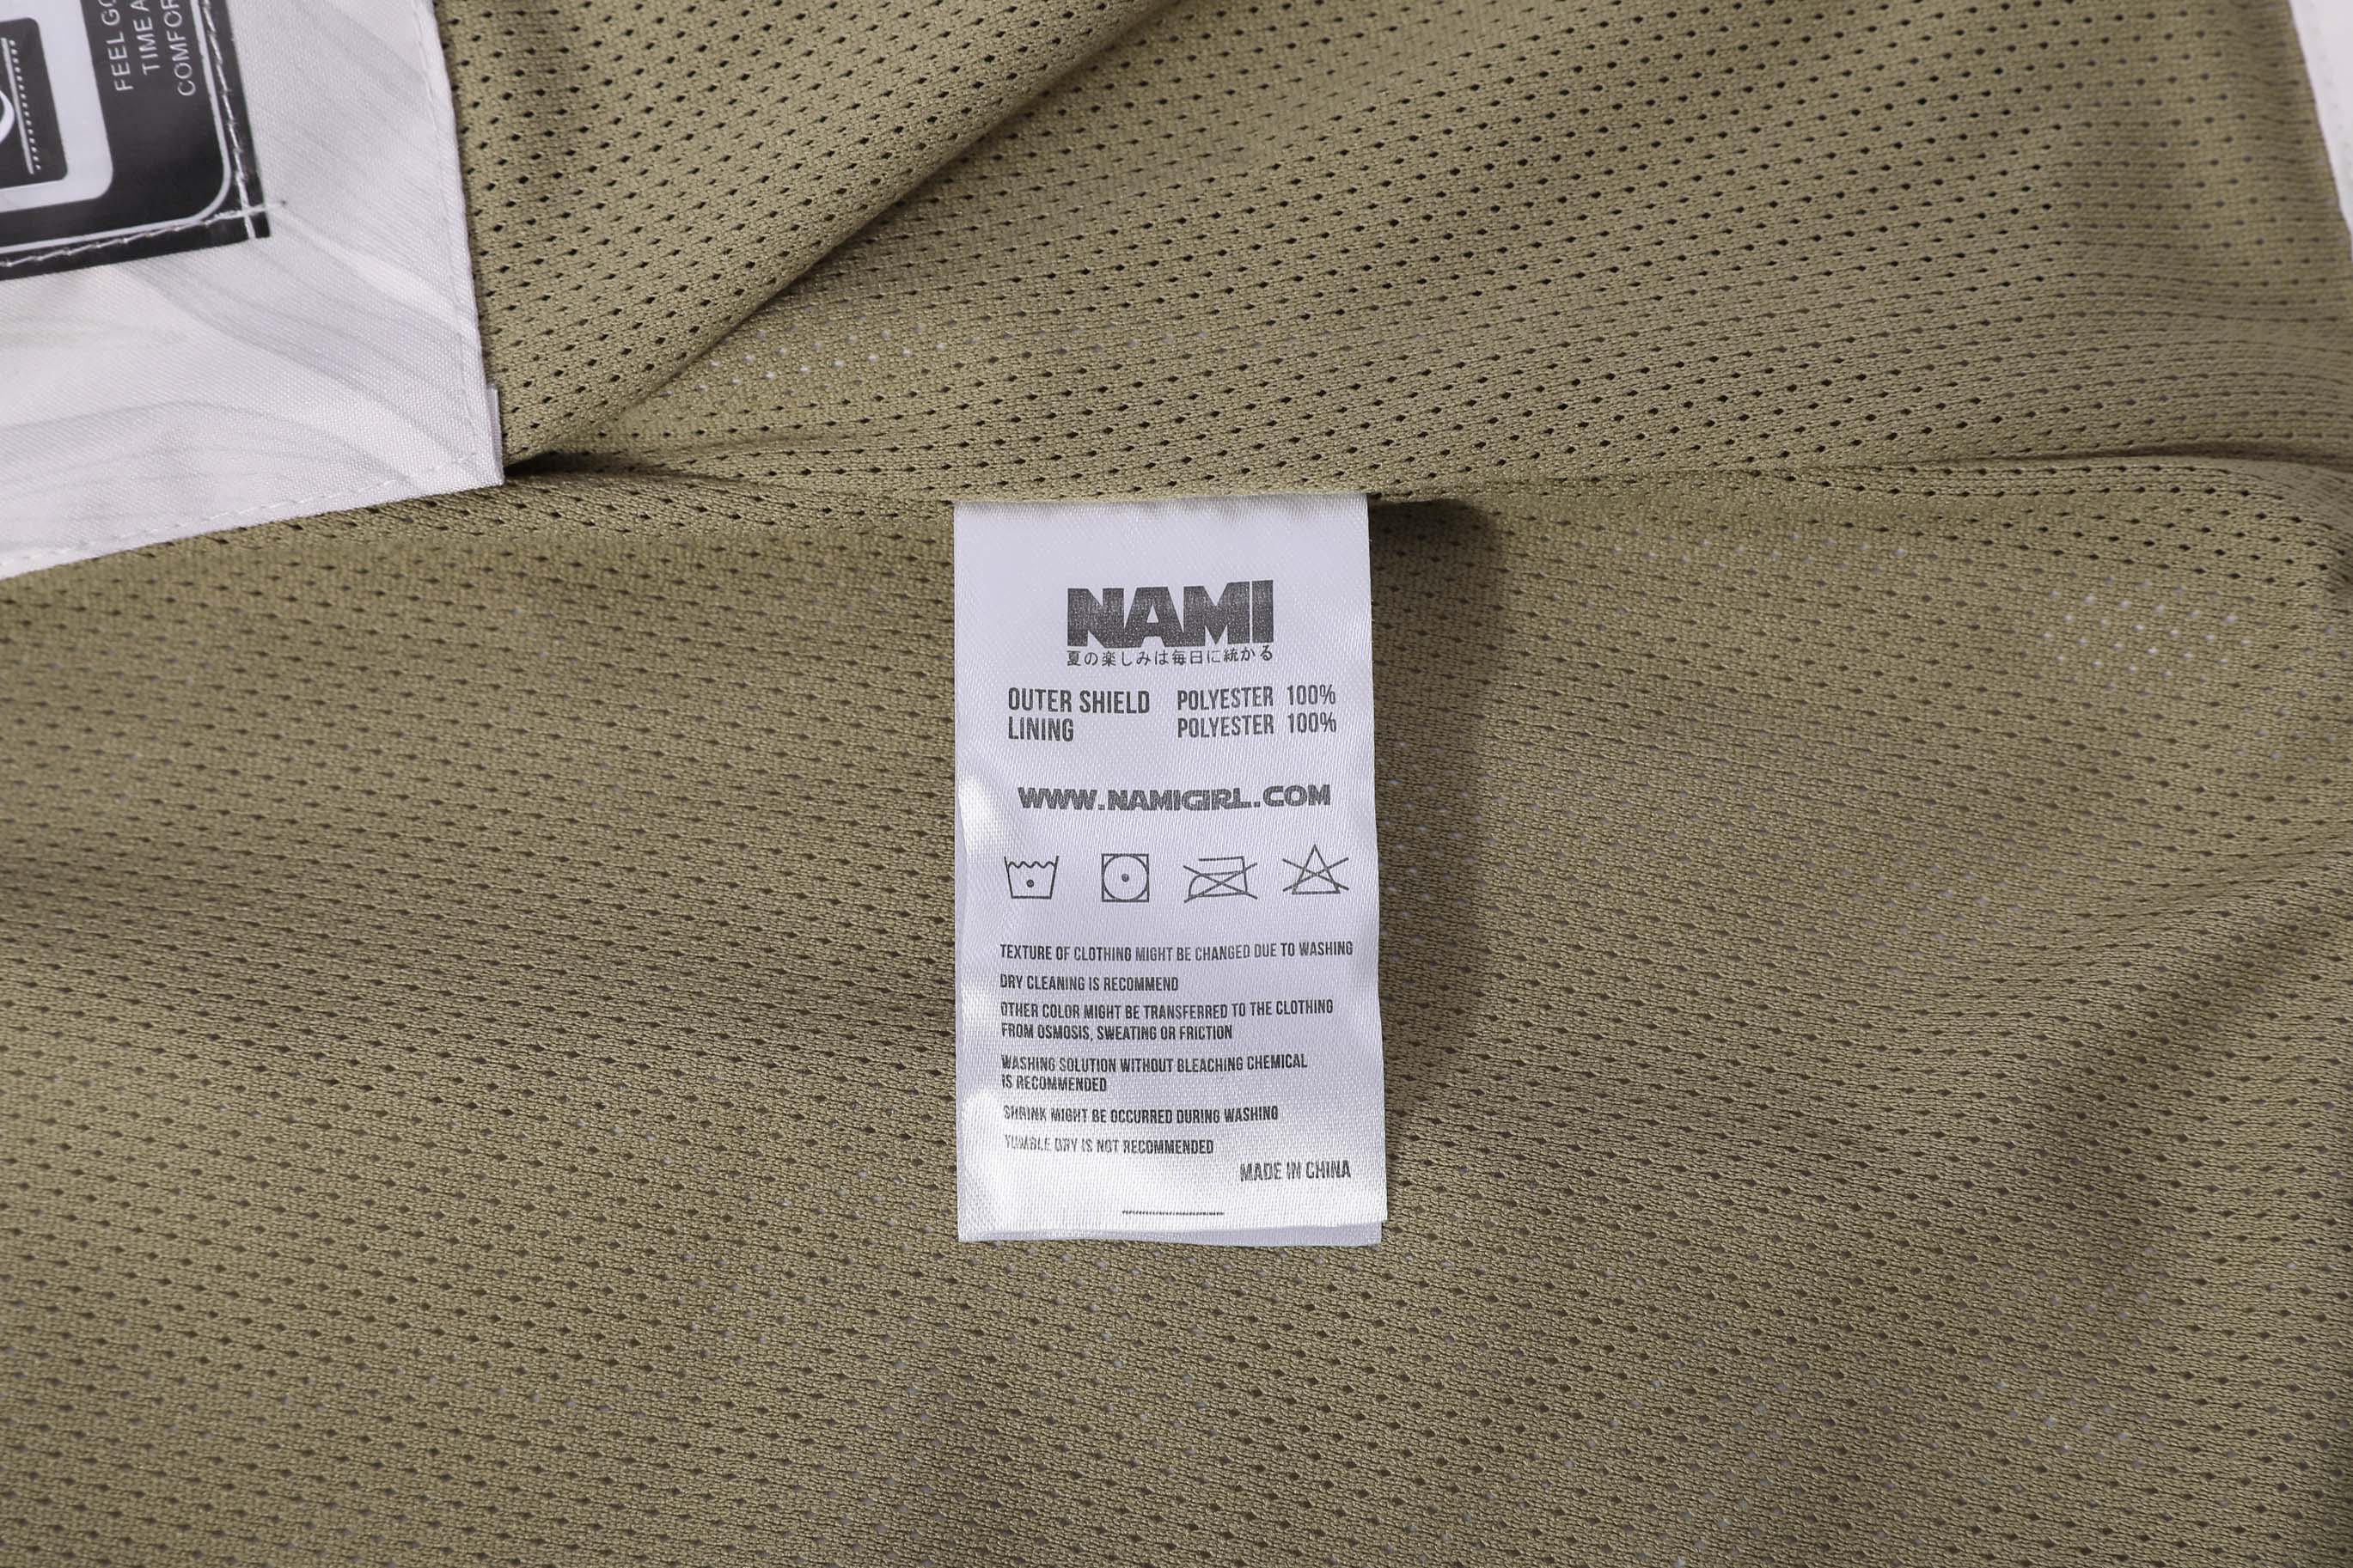 FEEL
TIME
NAMI
夏の楽しみは毎日に統かる
OUTER SHIELD POLYESTER 100%
LINING POLYESTER 100%
WWW.NAMIGIRL.COM
TEXTURE OF CLOTHING MIGHT BE CHANGED DUE TO WASHING
DRY CLEANING IS RECOMMEND
OTHER COLOR MIGHT BE TRANSFERRED TO THE CLOTHING
FROM OSMOSIS, SWEATING OR FRICTION
WASHING SOLUTION WITHOUT BLEACHING CHEMICAL
IS RECOMMENDED
SHRINK MIGHT BE OCCURRED DURING WASHING
TUMBLE DRY IS NOT RECOMMENDED
MADE IN CHINA